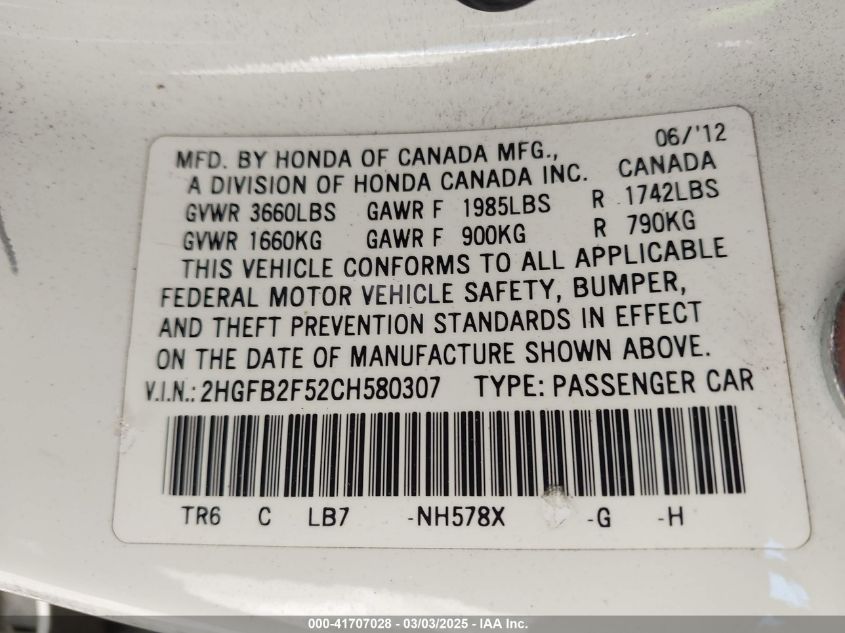 06/'12
MFD. BY HONDA OF CANADA MFG., CANADA
A DIVISION OF HONDA CANADA INC.
GVWR 3660LBS GAWR F 1985LBS R 1742LBS
GVWR 1660KG GAWR F 900KG R 790KG
THIS VEHICLE CONFORMS TO ALL APPLICABLE
FEDERAL MOTOR VEHICLE SAFETY, BUMPER,
AND THEFT PREVENTION STANDARDS IN EFFECT
ON THE DATE OF MANUFACTURE SHOWN ABOVE.
V.I.N.: 2HGFB2F52CH580307 TYPE: PASSENGER CAR
TR6 C LB7 -NH578X -G -H
000-41707028 - 03/03/2025 - IAA Inc.